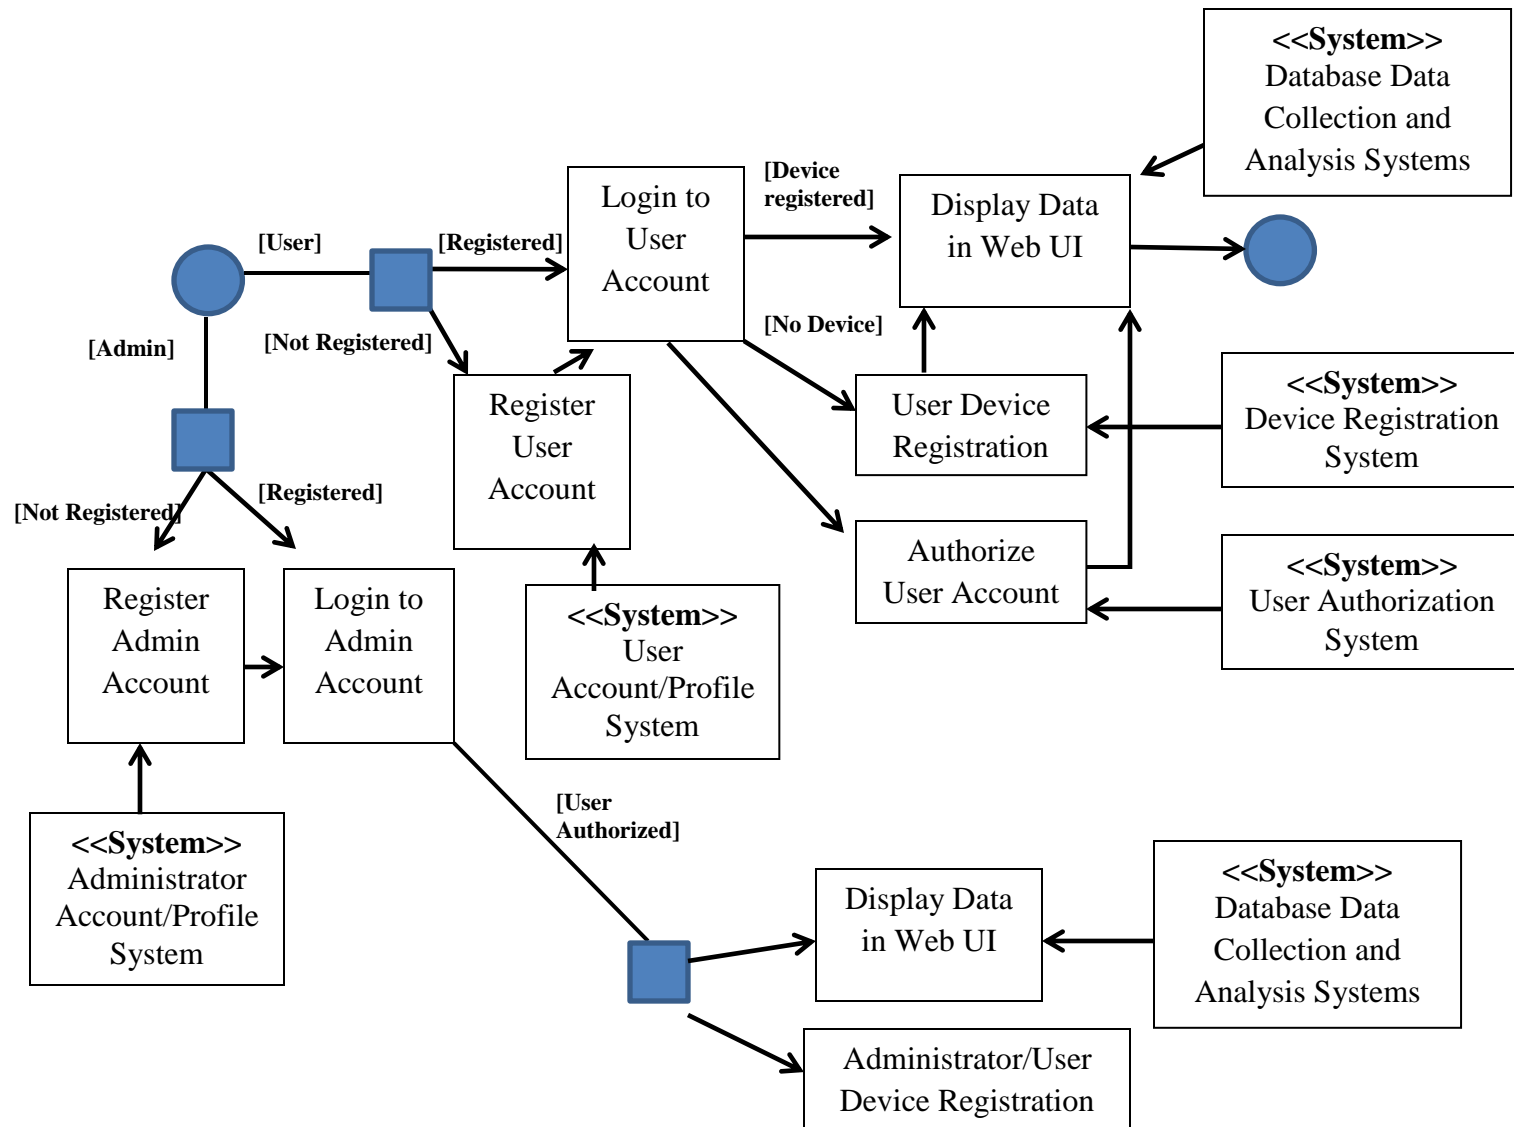 <<System>>
Database Data
Collection and
Analysis Systems
[Device
registered]
Login to
User
Account
Display Data
in Web UI
[User]
[Registered]
[Not Registered]
[No Device]
[Admin]
<<System>>
Device Registration
System
Register
User
Account
User Device
Registration
[Registered]
[Not Registered]
Authorize
User Account
<<System>>
User Authorization
System
Register
Admin
Account
Login to
Admin
Account
<<System>>
User
Account/Profile
System
[User
Authorized]
<<System>>
Administrator
Account/Profile
System
Display Data
in Web UI
<<System>>
Database Data
Collection and
Analysis Systems
Administrator/User
Device Registration